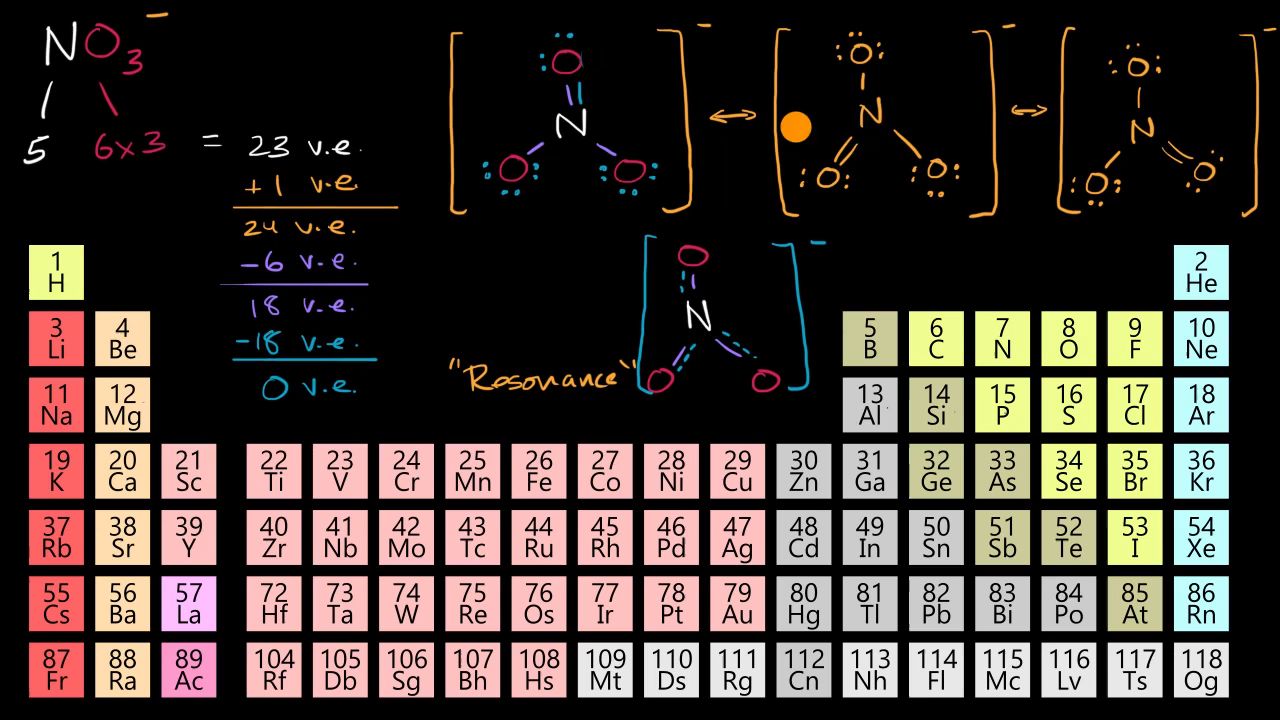 NO₃⁻
5 6x3 = 23 v.e.
+1 v.e.
24 v.e.
-6 v.e.
18 v.e.
-18 v.e.
0 v.e.
[O N O O]⁻ ↔ [O N O O]⁻ ↔ [O N O O]⁻
"Resonance"
[O N O O]⁻
1 2
H He
3 4 5 6 7 8 9 10
Li Be B C N O F Ne
11 12 13 14 15 16 17 18
Na Mg Al Si P S Cl Ar
19 20 21 22 23 24 25 26 27 28 29 30 31 32 33 34 35 36
K Ca Sc Ti V Cr Mn Fe Co Ni Cu Zn Ga Ge As Se Br Kr
37 38 39 40 41 42 43 44 45 46 47 48 49 50 51 52 53 54
Rb Sr Y Zr Nb Mo Tc Ru Rh Pd Ag Cd In Sn Sb Te I Xe
55 56 57 72 73 74 75 76 77 78 79 80 81 82 83 84 85 86
Cs Ba La Hf Ta W Re Os Ir Pt Au Hg Tl Pb Bi Po At Rn
87 88 89 104 105 106 107 108 109 110 111 112 113 114 115 116 117 118
Fr Ra Ac Rf Db Sg Bh Hs Mt Ds Rg Cn Nh Fl Mc Lv Ts Og